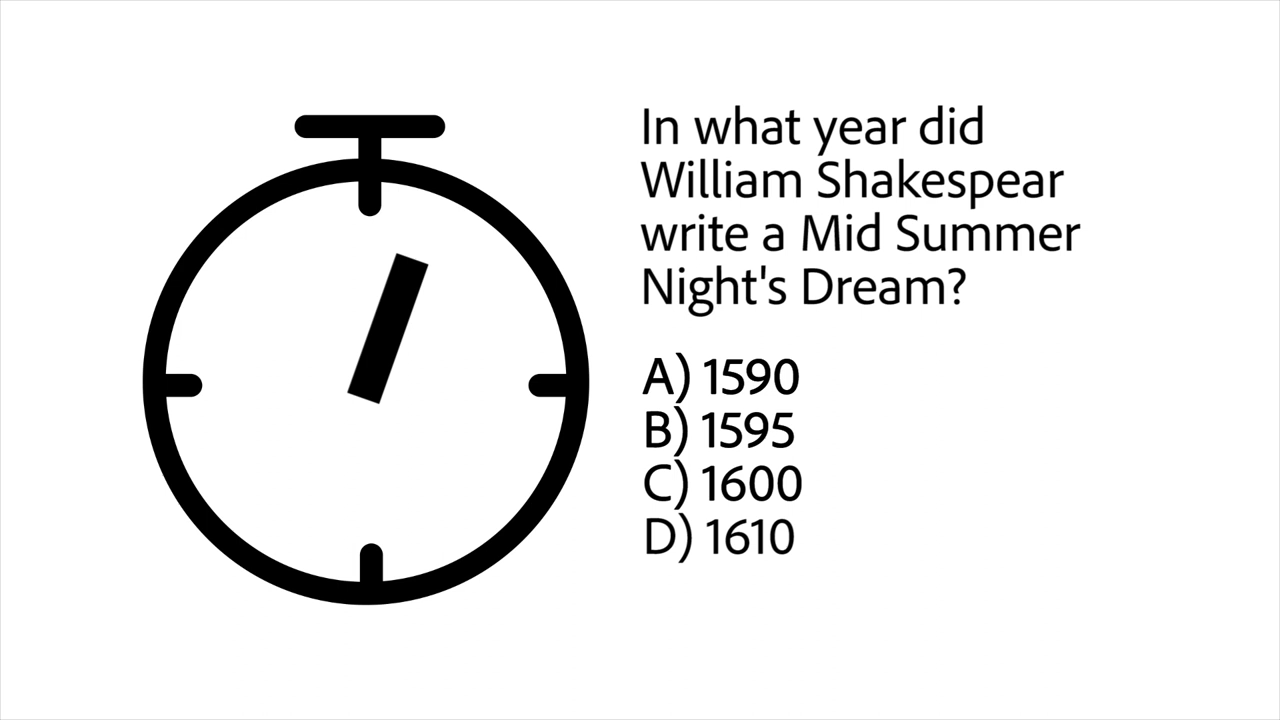 In what year did
William Shakespear
write a Mid Summer
Night's Dream?
A) 1590
B) 1595
C) 1600
D) 1610